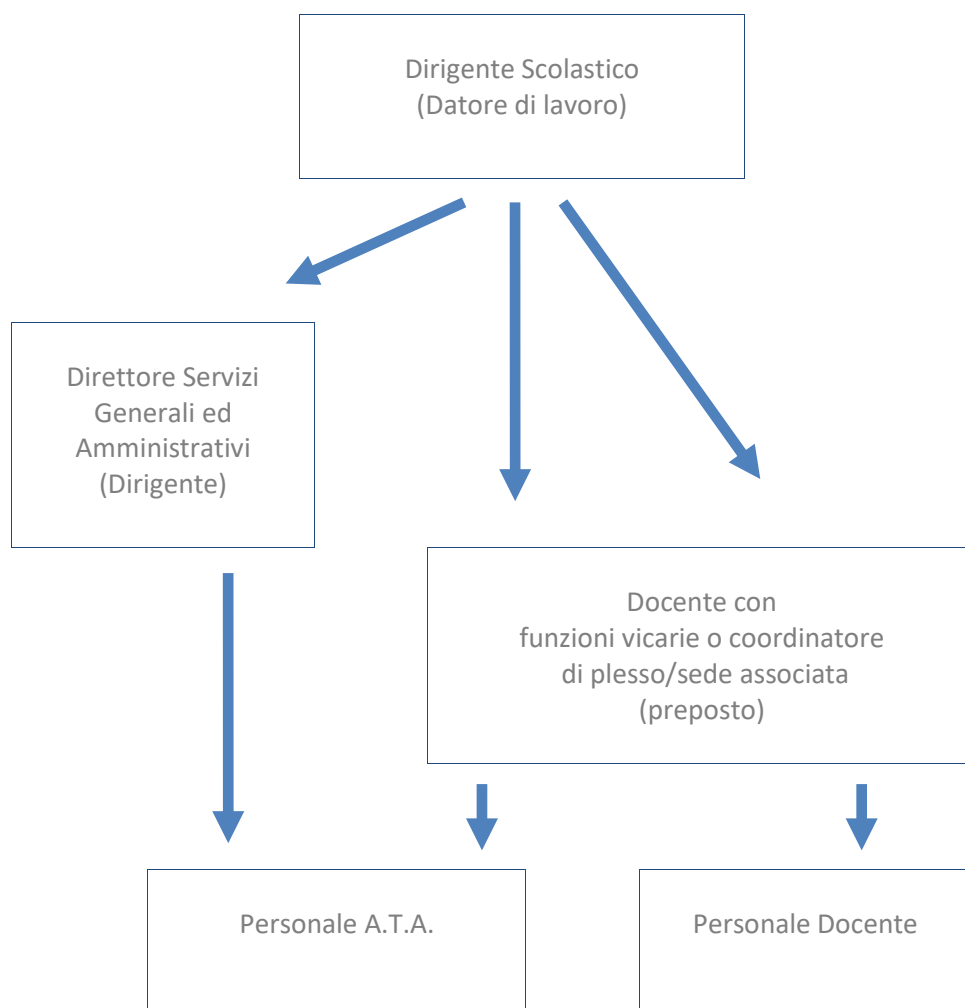 Dirigente Scolastico
(Datore di lavoro)
Direttore Servizi
Generali ed
Amministrativi
(Dirigente)
Docente con
funzioni vicarie o coordinatore
di plesso/sede associata
(preposto)
Personale A.T.A.
Personale Docente